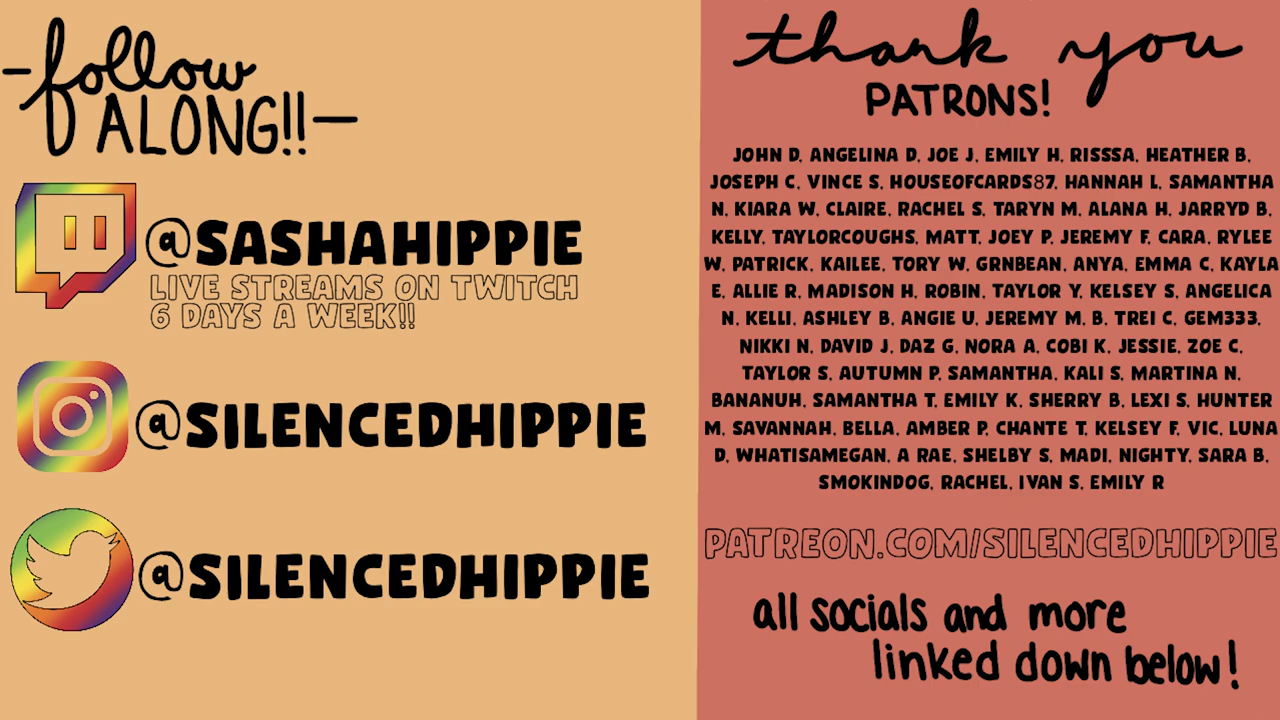 -follow
ALONG!!-
@SASHAHIPPIE
LIVE STREAMS ON TWITCH
6 DAYS A WEEK!!
@SILENCEDHIPPIE
@SILENCEDHIPPIE
thank you
PATRONS!
JOHN D, ANGELINA D, JOE J, EMILY H, RISSSA, HEATHER B,
JOSEPH C, VINCE S, HOUSEOFCARDS87, HANNAH L, SAMANTHA
N, KIARA W, CLAIRE, RACHEL S, TARYN M, ALANA H, JARRYD B,
KELLY, TAYLORCOUGHS, MATT, JOEY P, JEREMY F, CARA, RYLEE
W, PATRICK, KAILEE, TORY W, GRNBEAN, ANYA, EMMA C, KAYLA
E, ALLIE R, MADISON H, ROBIN, TAYLOR Y, KELSEY S, ANGELICA
N, KELLI, ASHLEY B, ANGIE U, JEREMY M, B, TREI C, GEM333,
NIKKI N, DAVID J, DAZ G, NORA A, COBI K, JESSIE, ZOE C,
TAYLOR S, AUTUMN P, SAMANTHA, KALI S, MARTINA N,
BANANUH, SAMANTHA T, EMILY K, SHERRY B, LEXI S, HUNTER
M, SAVANNAH, BELLA, AMBER P, CHANTE T, KELSEY F, VIC, LUNA
D, WHATISAMEGAN, A RAE, SHELBY S, MADI, NIGHTY, SARA B,
SMOKINDOG, RACHEL, IVAN S, EMILY R
PATREON.COM/SILENCEDHIPPIE
all socials and more
linked down below!